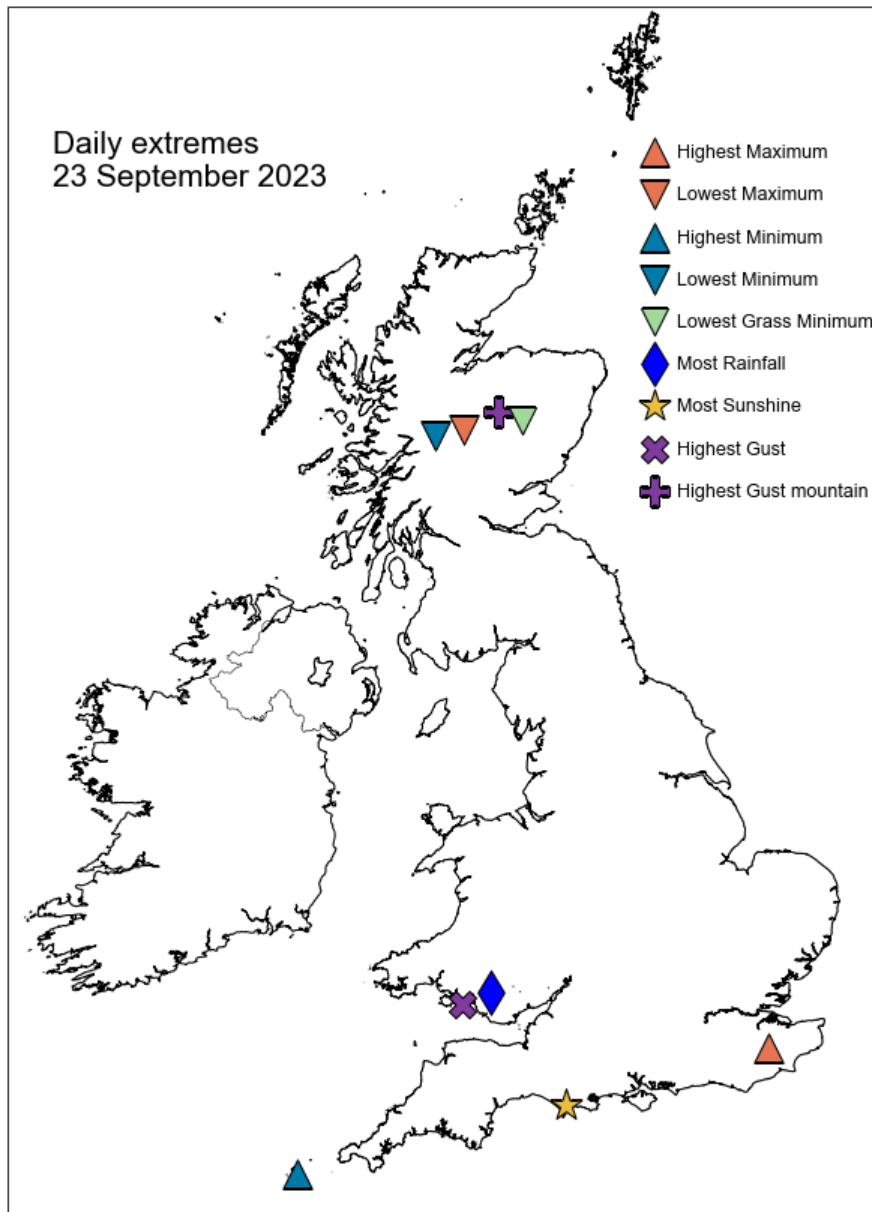 Daily extremes
23 September 2023
Highest Maximum
Lowest Maximum
Highest Minimum
Lowest Minimum
Lowest Grass Minimum
Most Rainfall
Most Sunshine
Highest Gust
Highest Gust mountain